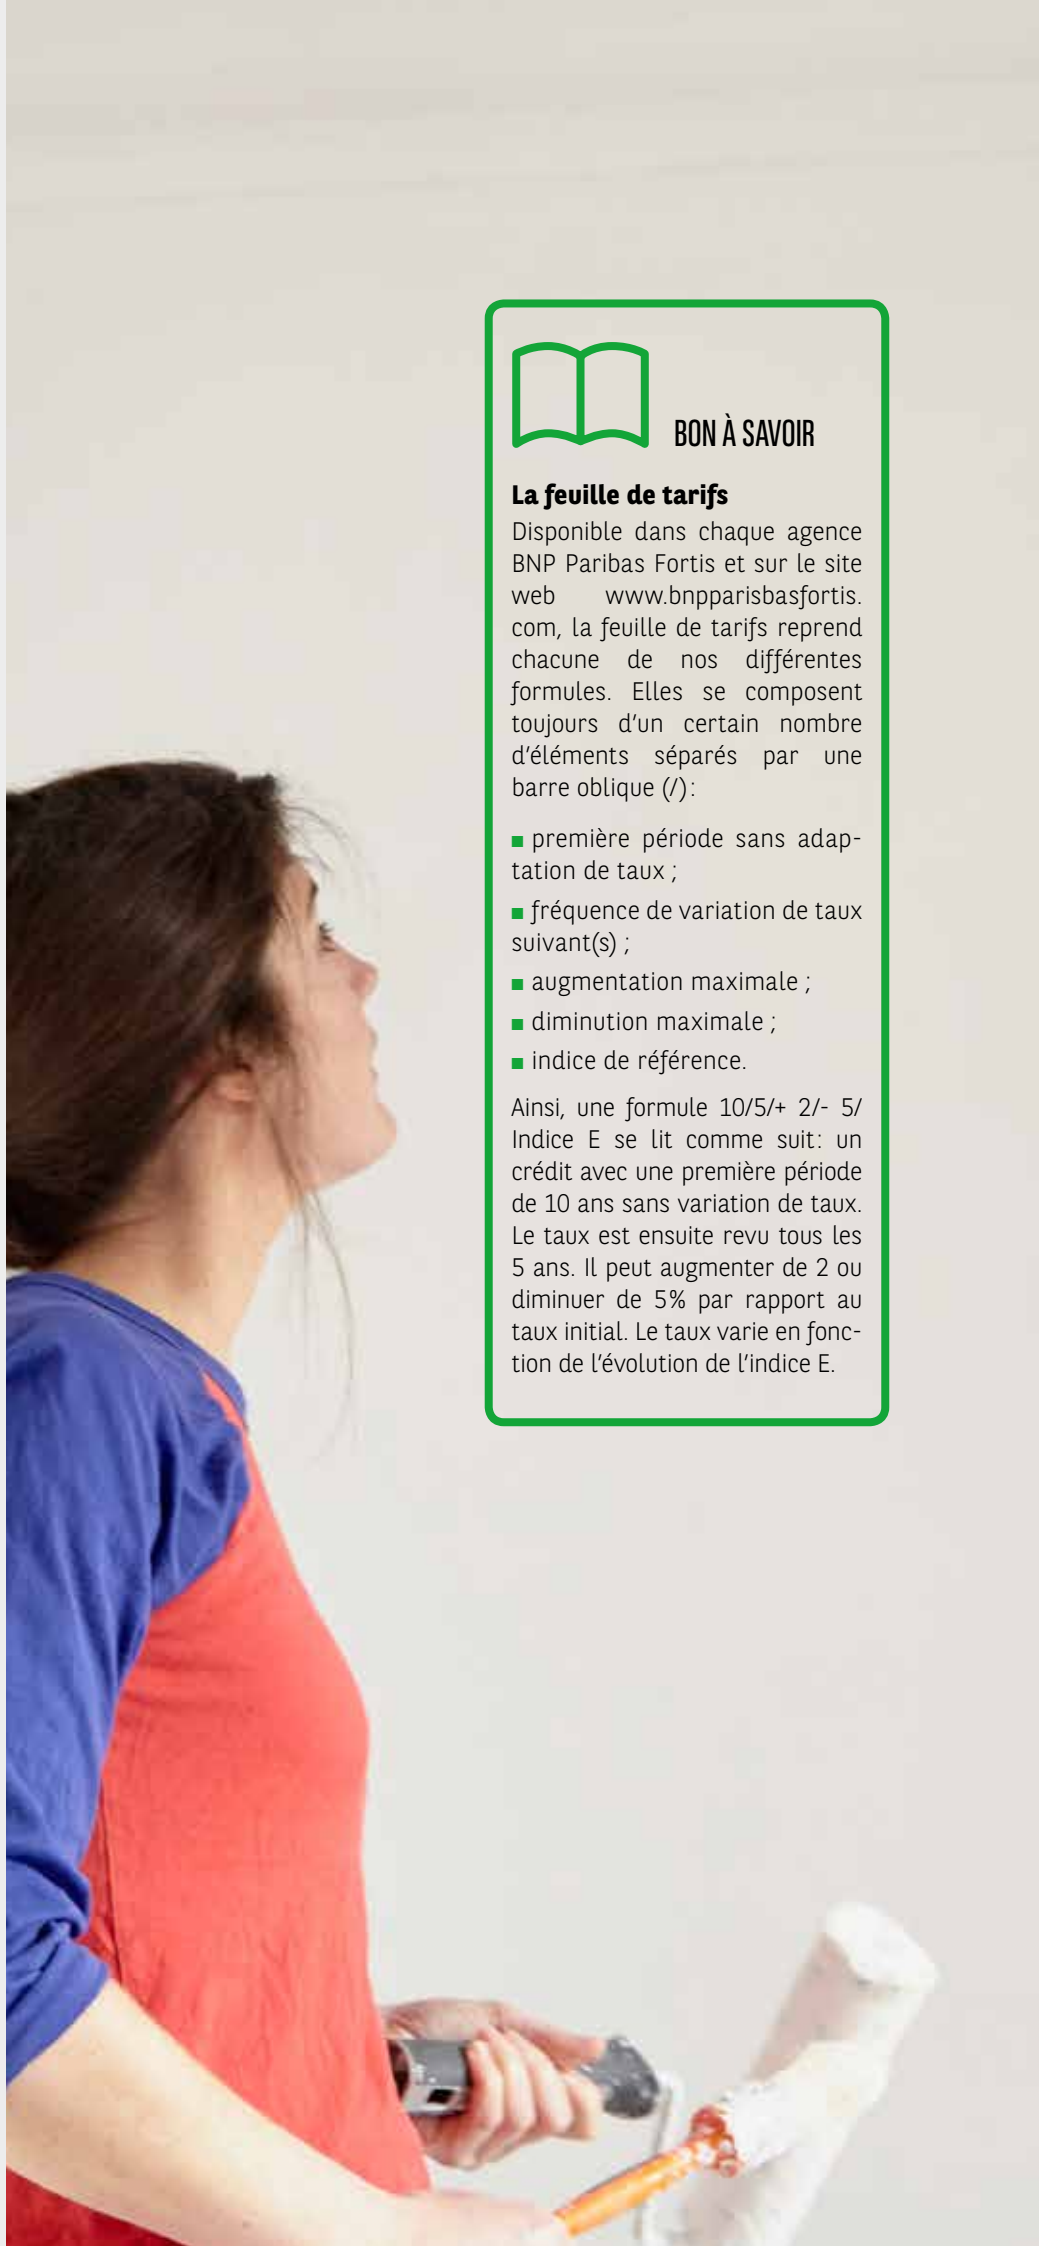 BON À SAVOIR
La feuille de tarifs
Disponible dans chaque agence
BNP Paribas Fortis et sur le site
web www.bnpparisbasfortis.
com, la feuille de tarifs reprend
chacune de nos différentes
formules. Elles se composent
toujours d'un certain nombre
d'éléments séparés par une
barre oblique (/):
■ première période sans adap-
tation de taux ;
■ fréquence de variation de taux
suivant(s) ;
■ augmentation maximale ;
■ diminution maximale ;
■ indice de référence.
Ainsi, une formule 10/5/+ 2/- 5/
Indice E se lit comme suit: un
crédit avec une première période
de 10 ans sans variation de taux.
Le taux est ensuite revu tous les
5 ans. Il peut augmenter de 2 ou
diminuer de 5% par rapport au
taux initial. Le taux varie en fonc-
tion de l'évolution de l'indice E.